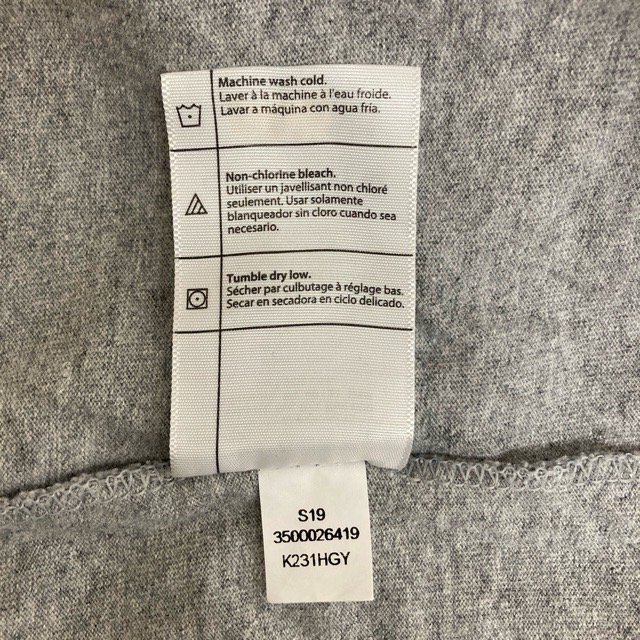 Machine wash cold.
Laver à la machine à l'eau froide.
Lavar a máquina con agua fría.
Non-chlorine bleach.
Utiliser un javellisant non chloré
seulement. Usar solamente
blanqueador sin cloro cuando sea
necesario.
Tumble dry low.
Sécher par culbutage à réglage bas.
Secar en secadora en ciclo delicado.
S19
3500026419
K231HGY